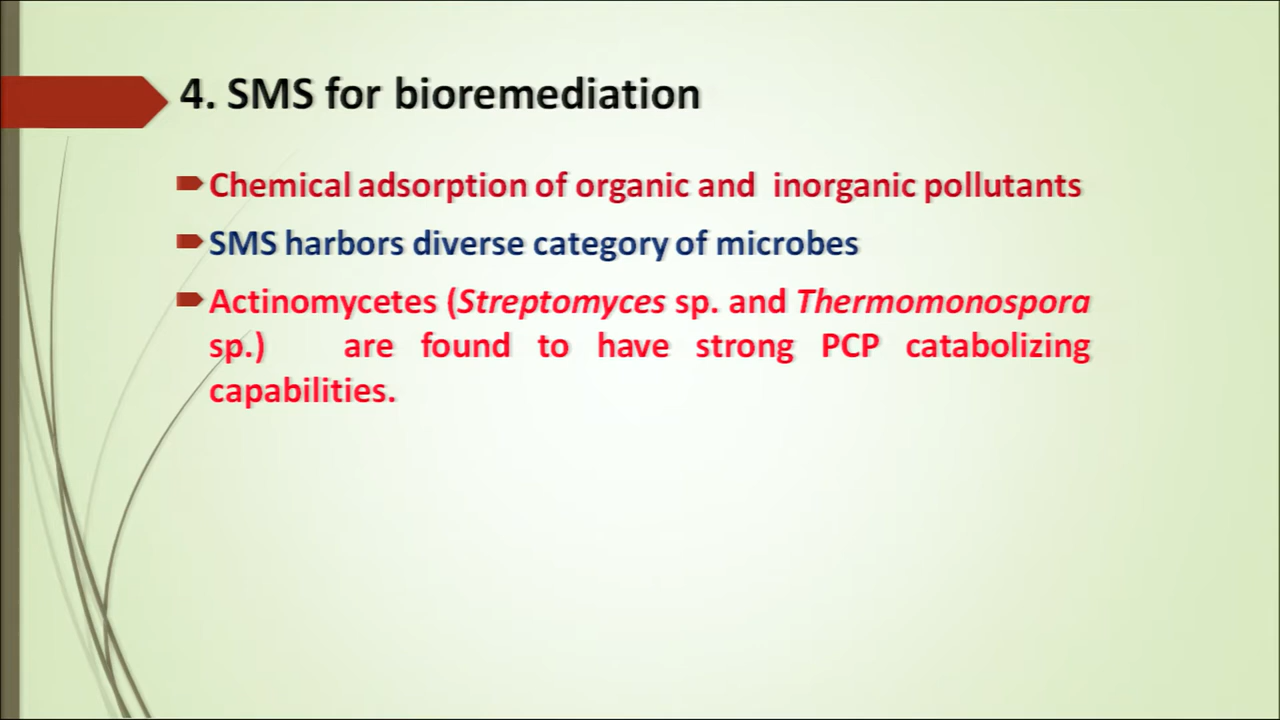 4. SMS for bioremediation
Chemical adsorption of organic and inorganic pollutants
SMS harbors diverse category of microbes
Actinomycetes (Streptomyces sp. and Thermomonospora
sp.) are found to have strong PCP catabolizing
capabilities.